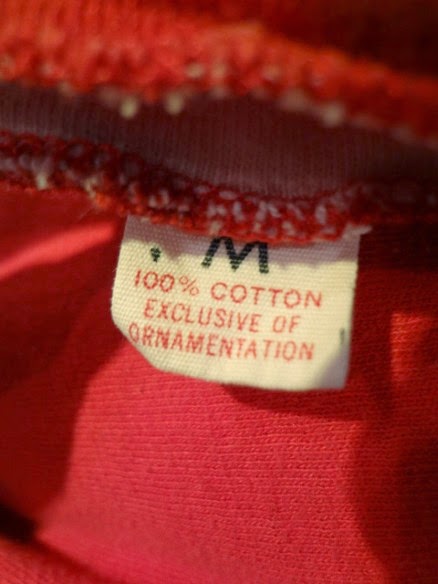 M
100% COTTON
EXCLUSIVE OF
ORNAMENTATION